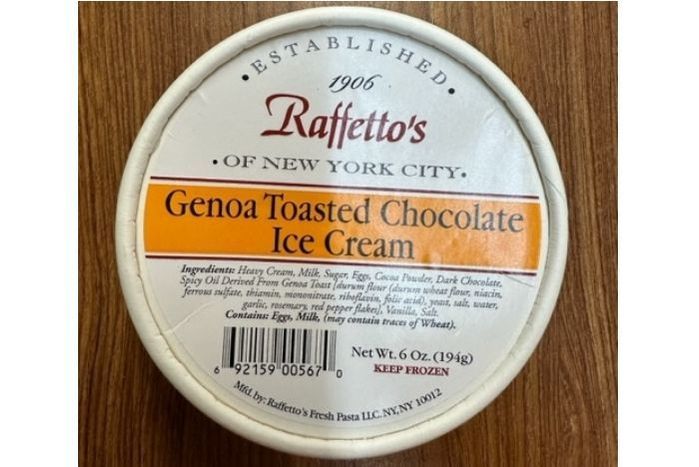 •ESTABLISHED•
1906
Raffetto's
•OF NEW YORK CITY•
Genoa Toasted Chocolate
Ice Cream
Ingredients: Heavy Cream, Milk, Sugar, Eggs, Cocoa Powder, Dark Chocolate,
Spicy Oil Derived From Genoa Toast [durum flour (durum wheat flour, niacin,
ferrous sulfate, thiamin, mononitrate, riboflavin, folic acid), yeast, salt, water,
garlic, rosemary, red pepper flakes], Vanilla, Salt.
Contains: Eggs, Milk, (may contain traces of Wheat).
6 92159 00567 0
Net Wt. 6 Oz. (194g)
KEEP FROZEN
Mfd. by: Raffetto's Fresh Pasta LLC. NY, NY 10012